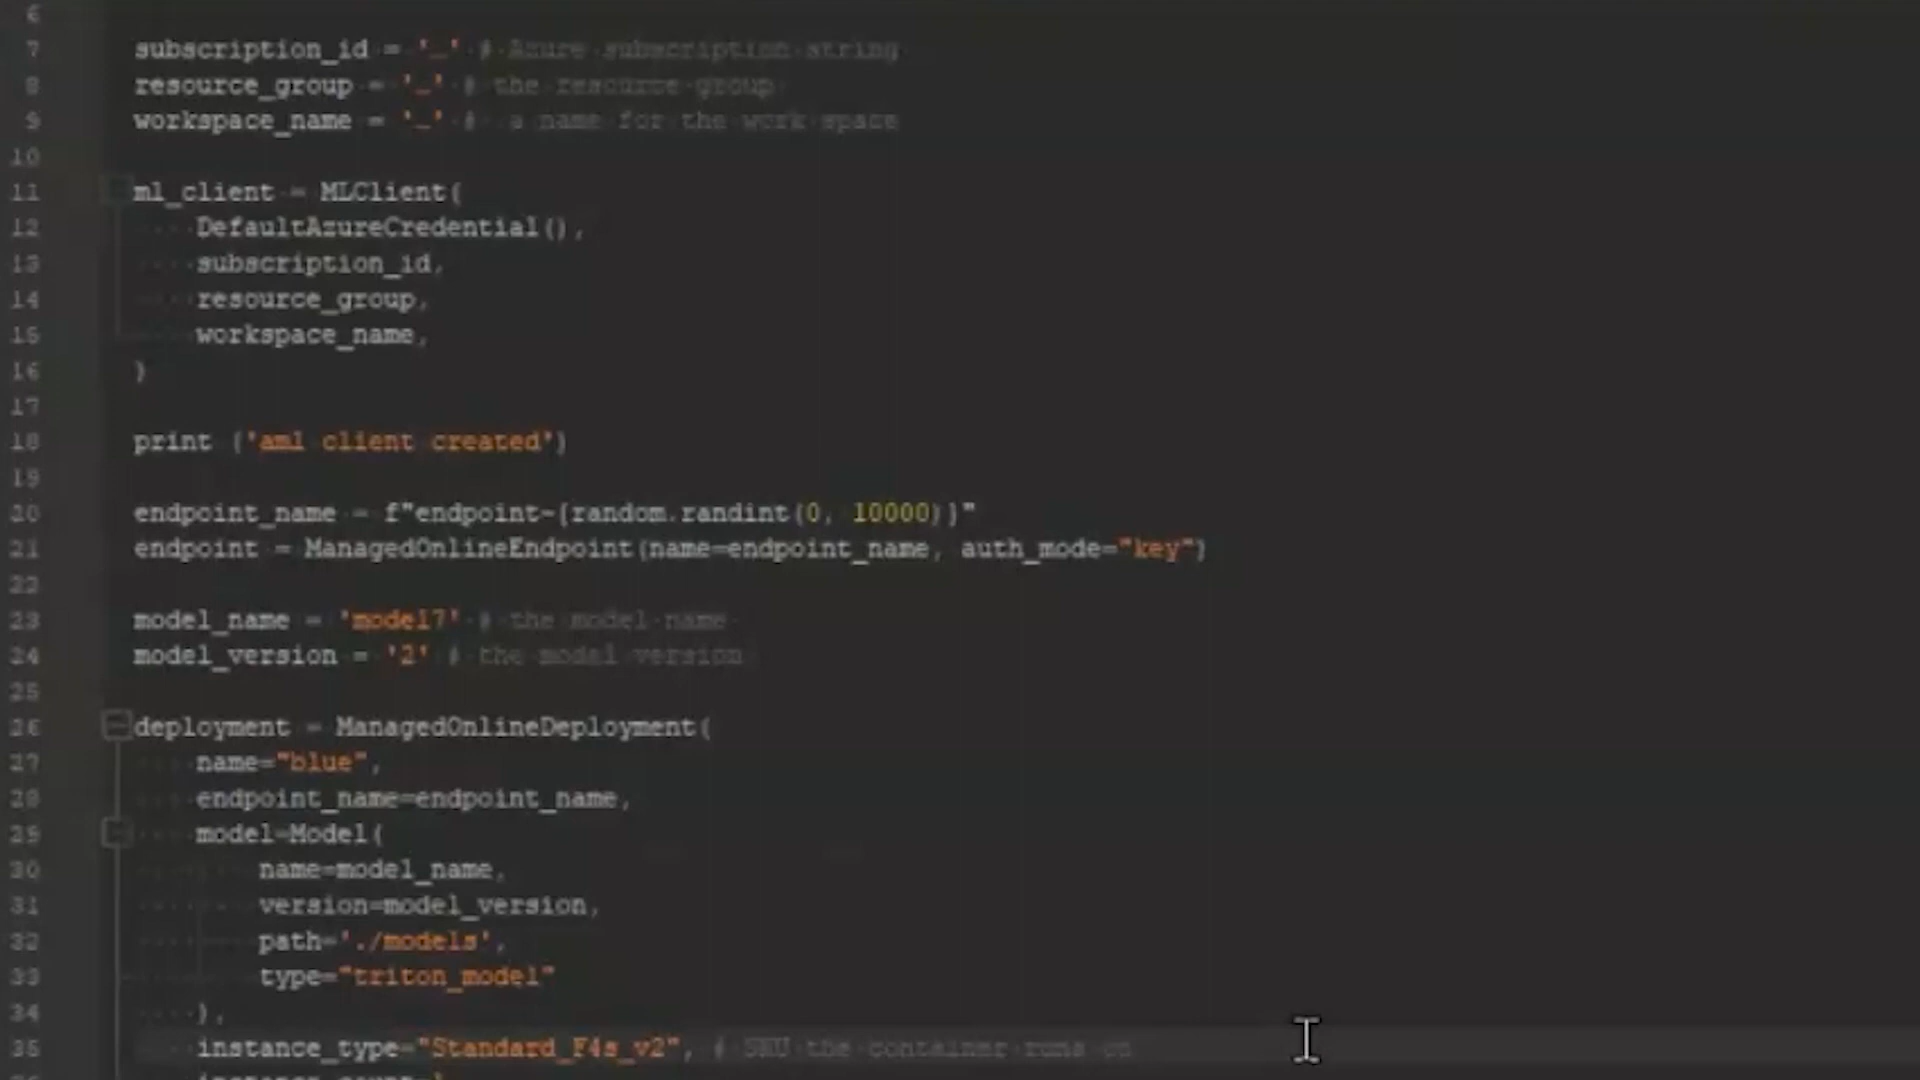 6
7 subscription_id = '_' # Azure subscription string
8 resource_group = '_' # the resource group
9 workspace_name = '_' # a name for the work space
10
11 ml_client = MLClient(
12 DefaultAzureCredential(),
13 subscription_id,
14 resource_group,
15 workspace_name,
16 )
17
18 print ('aml client created')
19
20 endpoint_name = f"endpoint-{random.randint(0, 10000)}"
21 endpoint = ManagedOnlineEndpoint(name=endpoint_name, auth_mode="key")
22
23 model_name = 'model7' # the model name
24 model_version = '2' # the model version
25
26 deployment = ManagedOnlineDeployment(
27 name="blue",
28 endpoint_name=endpoint_name,
29 model=Model(
30 name=model_name,
31 version=model_version,
32 path='./models',
33 type="triton_model"
34 ),
35 instance_type="Standard_F4s_v2", # SKU the container runs on